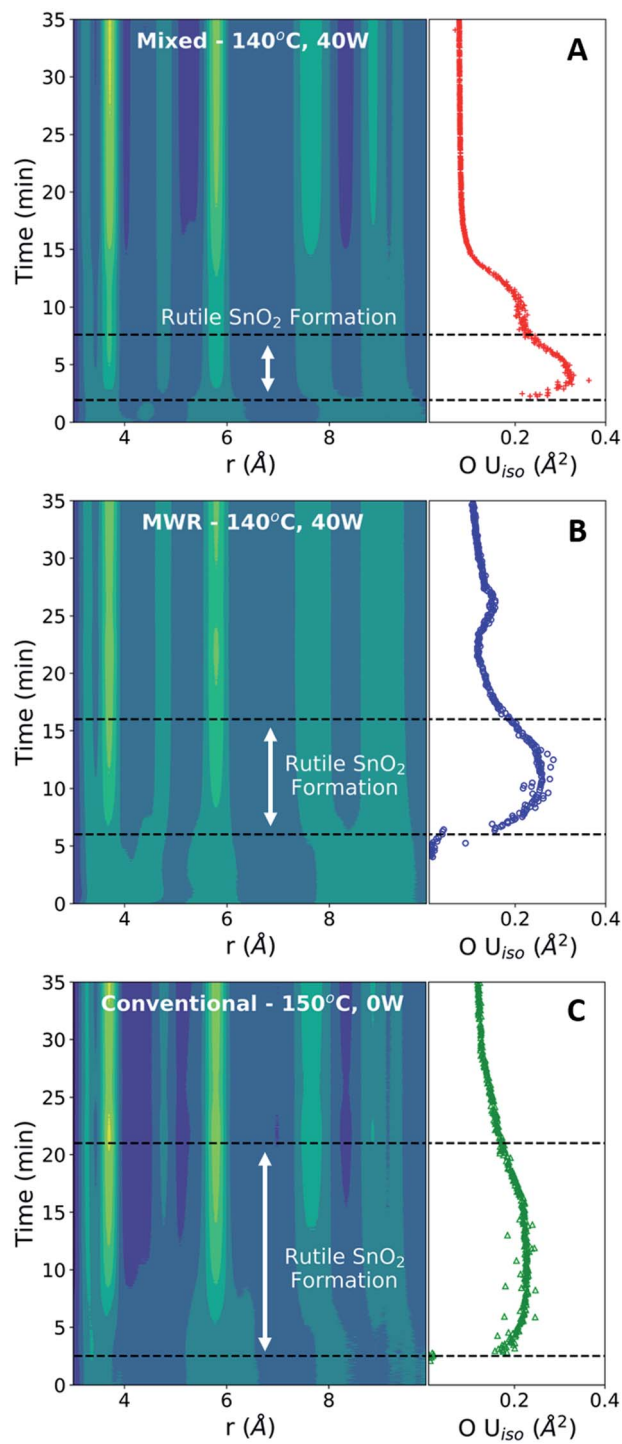 Mixed - 140°C, 40W
A
Time (min)
35
30
25
20
15
10
5
0
Rutile SnO₂ Formation
4
6
8
r (Å)
0.2
0.4
O Uiso (Å²)
MWR - 140°C, 40W
B
Time (min)
35
30
25
20
15
10
5
0
Rutile SnO₂
Formation
4
6
8
r (Å)
0.2
0.4
O Uiso (Å²)
Conventional - 150°C, 0W
C
Time (min)
35
30
25
20
15
10
5
0
Rutile SnO₂
Formation
4
6
8
r (Å)
0.2
0.4
O Uiso (Å²)